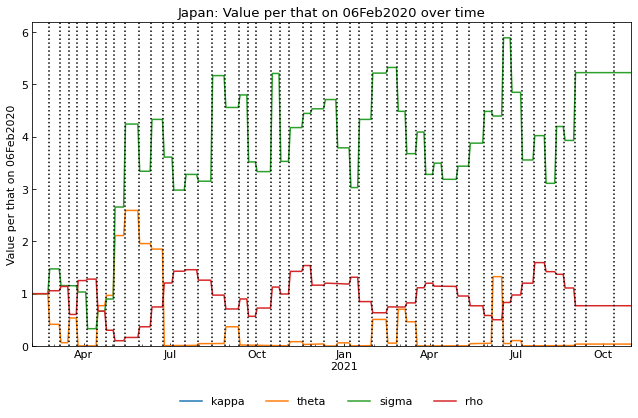 Japan: Value per that on 06Feb2020 over time
Value per that on 06Feb2020
6
5
4
3
2
1
0
Apr Jul Oct Jan Apr Jul Oct
2021
kappa theta sigma rho